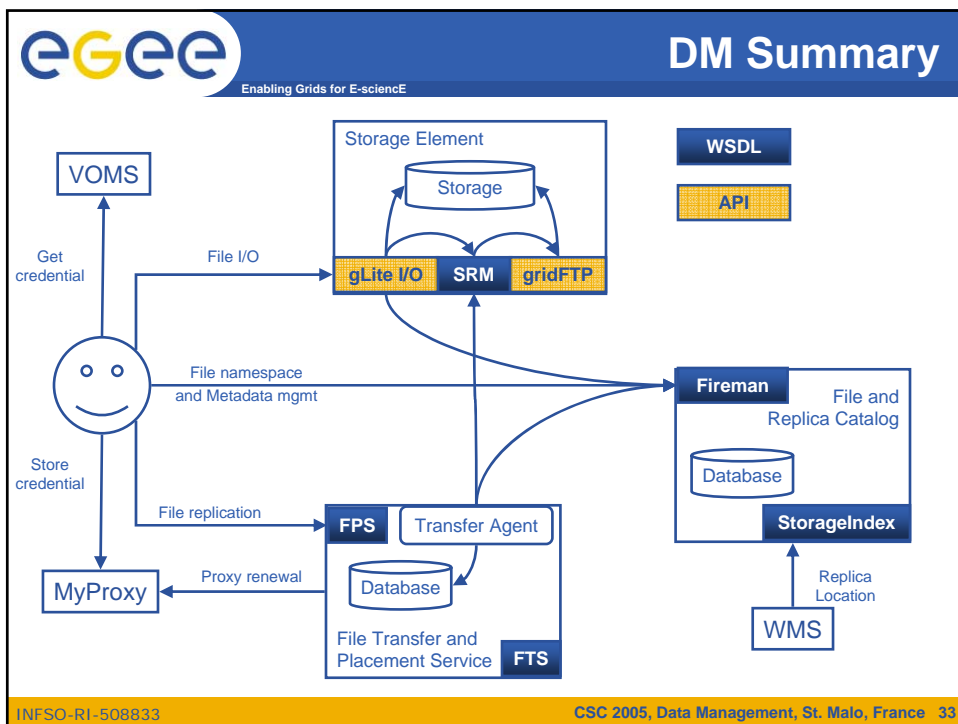 eGee
DM Summary
Enabling Grids for E-sciencE
Storage Element
WSDL
VOMS
Storage
API
Get
credential
File I/O
gLite I/O
SRM
gridFTP
File namespace
and Metadata mgmt
Fireman
File and
Replica Catalog
Database
StorageIndex
Store
credential
File replication
FPS
Transfer Agent
MyProxy
Proxy renewal
Database
Replica
Location
WMS
File Transfer and
Placement Service
FTS
INFSO-RI-508833
CSC 2005, Data Management, St. Malo, France 33